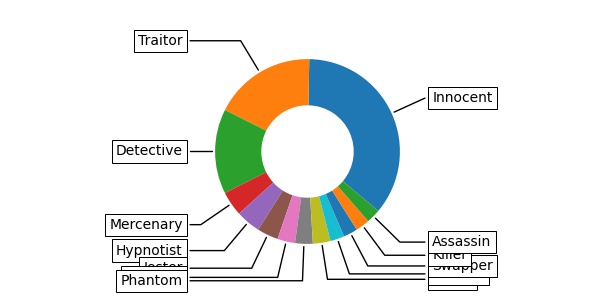 Traitor
Innocent
Detective
Mercenary
Assassin
Hypnotist
Killer
Swapper
Jester
Phantom